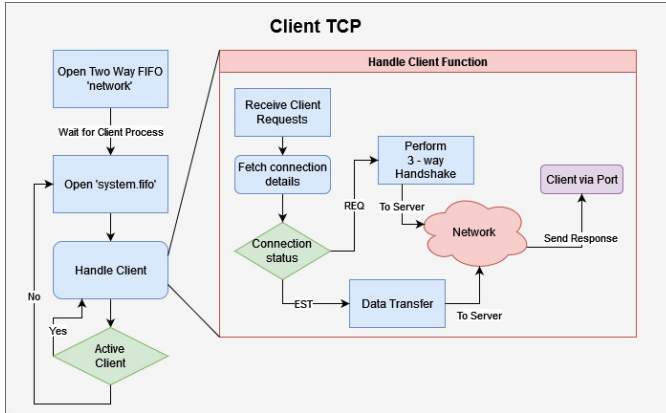 Client TCP
Open Two Way FIFO
'network'
Wait for Client Process
Open 'system.fifo'
Handle Client
No
Yes
Active
Client
Handle Client Function
Receive Client
Requests
Fetch connection
details
Connection
status
REQ
Perform
3 - way
Handshake
To Server
Network
Client via Port
Send Response
EST
Data Transfer
To Server